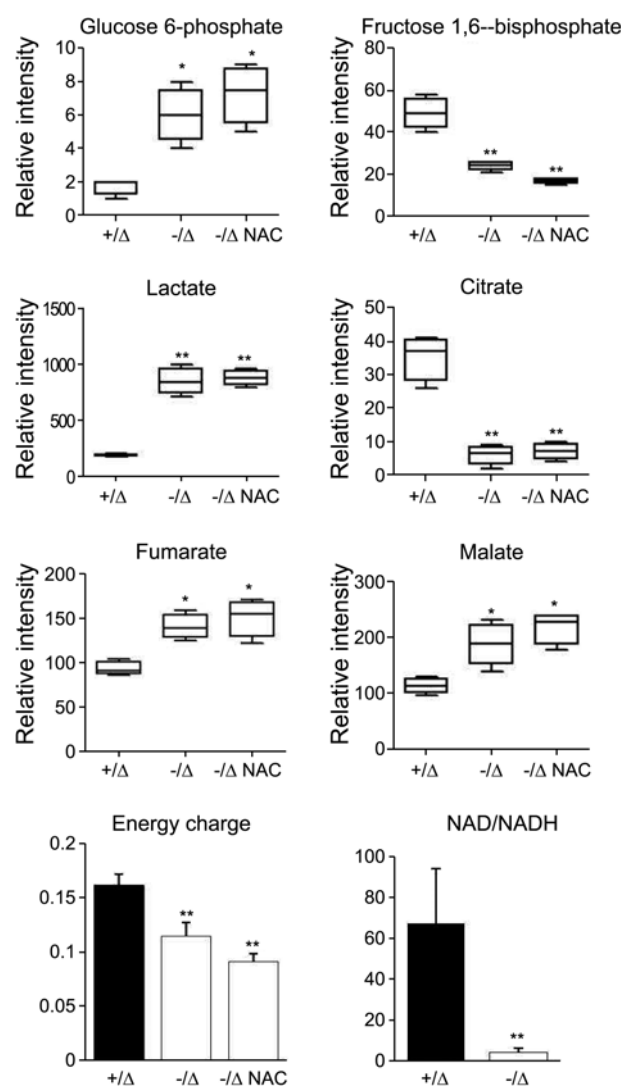 Glucose 6-phosphate
Relative intensity
10
8
6
4
2
0
*
*
+/Δ
-/Δ
-/Δ NAC
Fructose 1,6--bisphosphate
Relative intensity
80
60
40
20
0
**
**
+/Δ
-/Δ
-/Δ NAC
Lactate
Relative intensity
1500
1000
500
0
**
**
+/Δ
-/Δ
-/Δ NAC
Citrate
Relative intensity
50
40
30
20
10
0
**
**
+/Δ
-/Δ
-/Δ NAC
Fumarate
Relative intensity
200
150
100
50
0
*
*
+/Δ
-/Δ
-/Δ NAC
Malate
Relative intensity
300
200
100
0
*
*
+/Δ
-/Δ
-/Δ NAC
Energy charge
0.2
0.15
0.1
0.05
0
**
**
+/Δ
-/Δ
-/Δ NAC
NAD/NADH
100
80
60
40
20
0
**
+/Δ
-/Δ